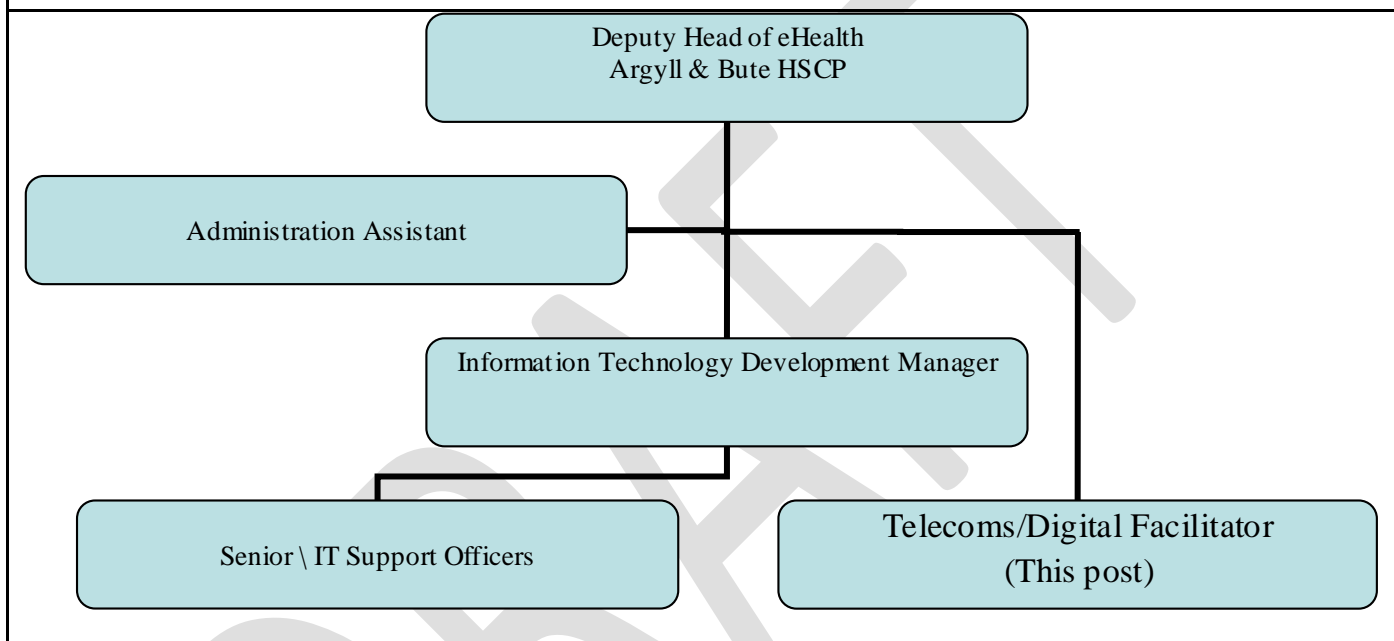 Deputy Head of eHealth
Argyll & Bute HSCP
Administration Assistant
Information Technology Development Manager
Senior \ IT Support Officers
Telecoms/Digital Facilitator
(This post)
DRAFT